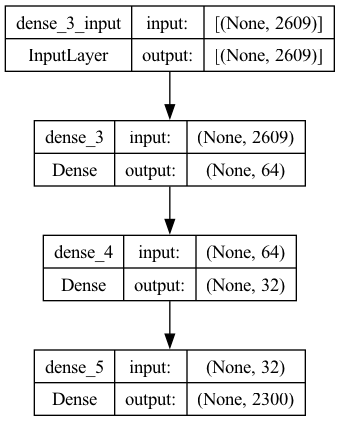 dense_3_input input: [(None, 2609)]
InputLayer output: [(None, 2609)]
dense_3 input: (None, 2609)
Dense output: (None, 64)
dense_4 input: (None, 64)
Dense output: (None, 32)
dense_5 input: (None, 32)
Dense output: (None, 2300)